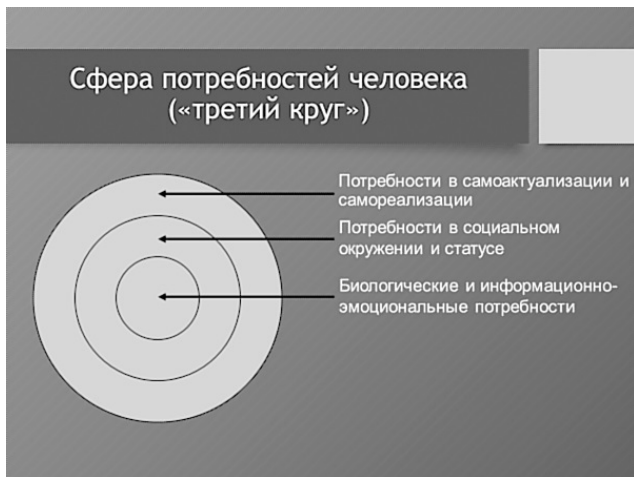 Сфера потребностей человека
(«третий круг»)
Потребности в самоактуализации и
самореализации
Потребности в социальном
окружении и статусе
Биологические и информационно-
эмоциональные потребности